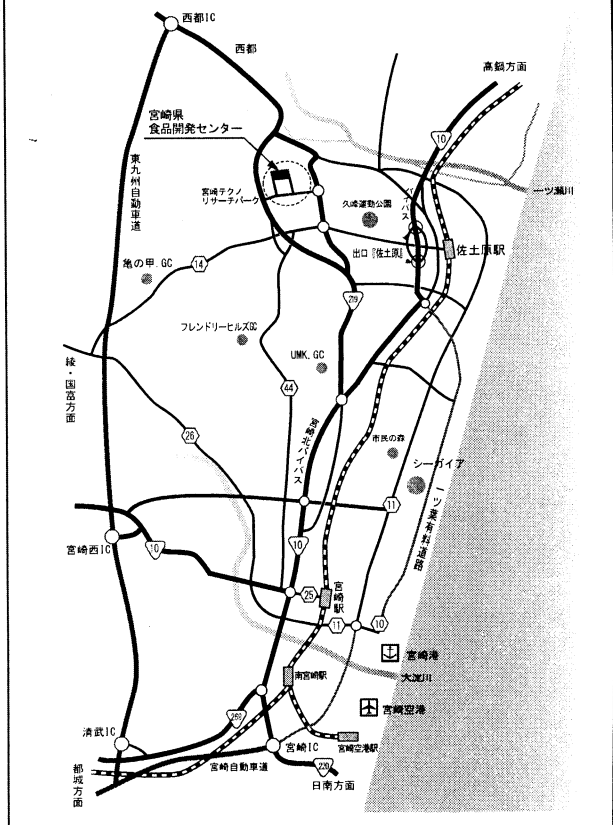 西都IC
西都
高鍋方面
宮崎県
食品開発センター
10
東九州自動車道
一ツ瀬川
宮崎テクノ
リサーチパーク
久峰運動公園
バイパス
出口『佐土原』
佐土原駅
亀の甲.GC
14
219
フレンドリーヒルズGC
UMK.GC
綾・国富方面
44
26
宮崎北バイパス
市民の森
シーガイア
一ツ葉有料道路
11
宮崎西IC
10
10
25
宮崎駅
11
10
宮崎港
大淀川
南宮崎駅
宮崎空港
269
清武IC
宮崎IC
宮崎空港駅
都城方面
宮崎自動車道
220
日南方面